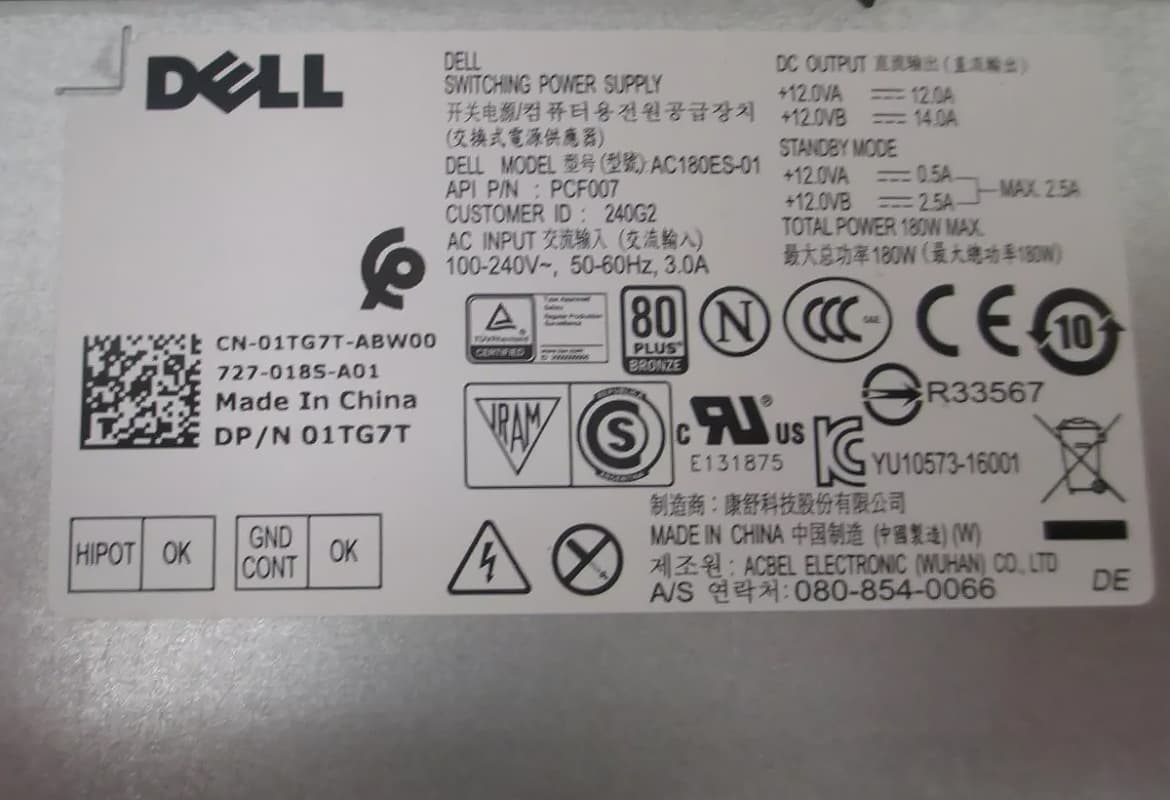 DELL
DELL
SWITCHING POWER SUPPLY
开关电源/컴퓨터용전원공급장치
(交換式電源供應器)
DELL MODEL 型号(型號):AC180ES-01
API P/N : PCF007
CUSTOMER ID : 240G2
AC INPUT 交流输入 (交流輸入)
100-240V~, 50-60Hz, 3.0A
DC OUTPUT 直流输出(直流輸出)
+12.0VA 12.0A
+12.0VB 14.0A
STANDBY MODE
+12.0VA 0.5A
+12.0VB 2.5A
MAX. 2.5A
TOTAL POWER 180W MAX.
最大总功率180W (最大總功率180W)
CN-01TG7T-ABW00
727-018S-A01
Made In China
DP/N 01TG7T
CERTIFIED
80
PLUS
BRONZE
N
CCC
CE
10
R33567
IRAM
S
c RU ® US
E131875
KC
YU10573-16001
制造商：康舒科技股份有限公司
MADE IN CHINA 中国制造 (中國製造) (W)
제조원 : ACBEL ELECTRONIC (WUHAN) CO., LTD
A/S 연락처: 080-854-0066
DE
HIPOT OK
GND CONT OK